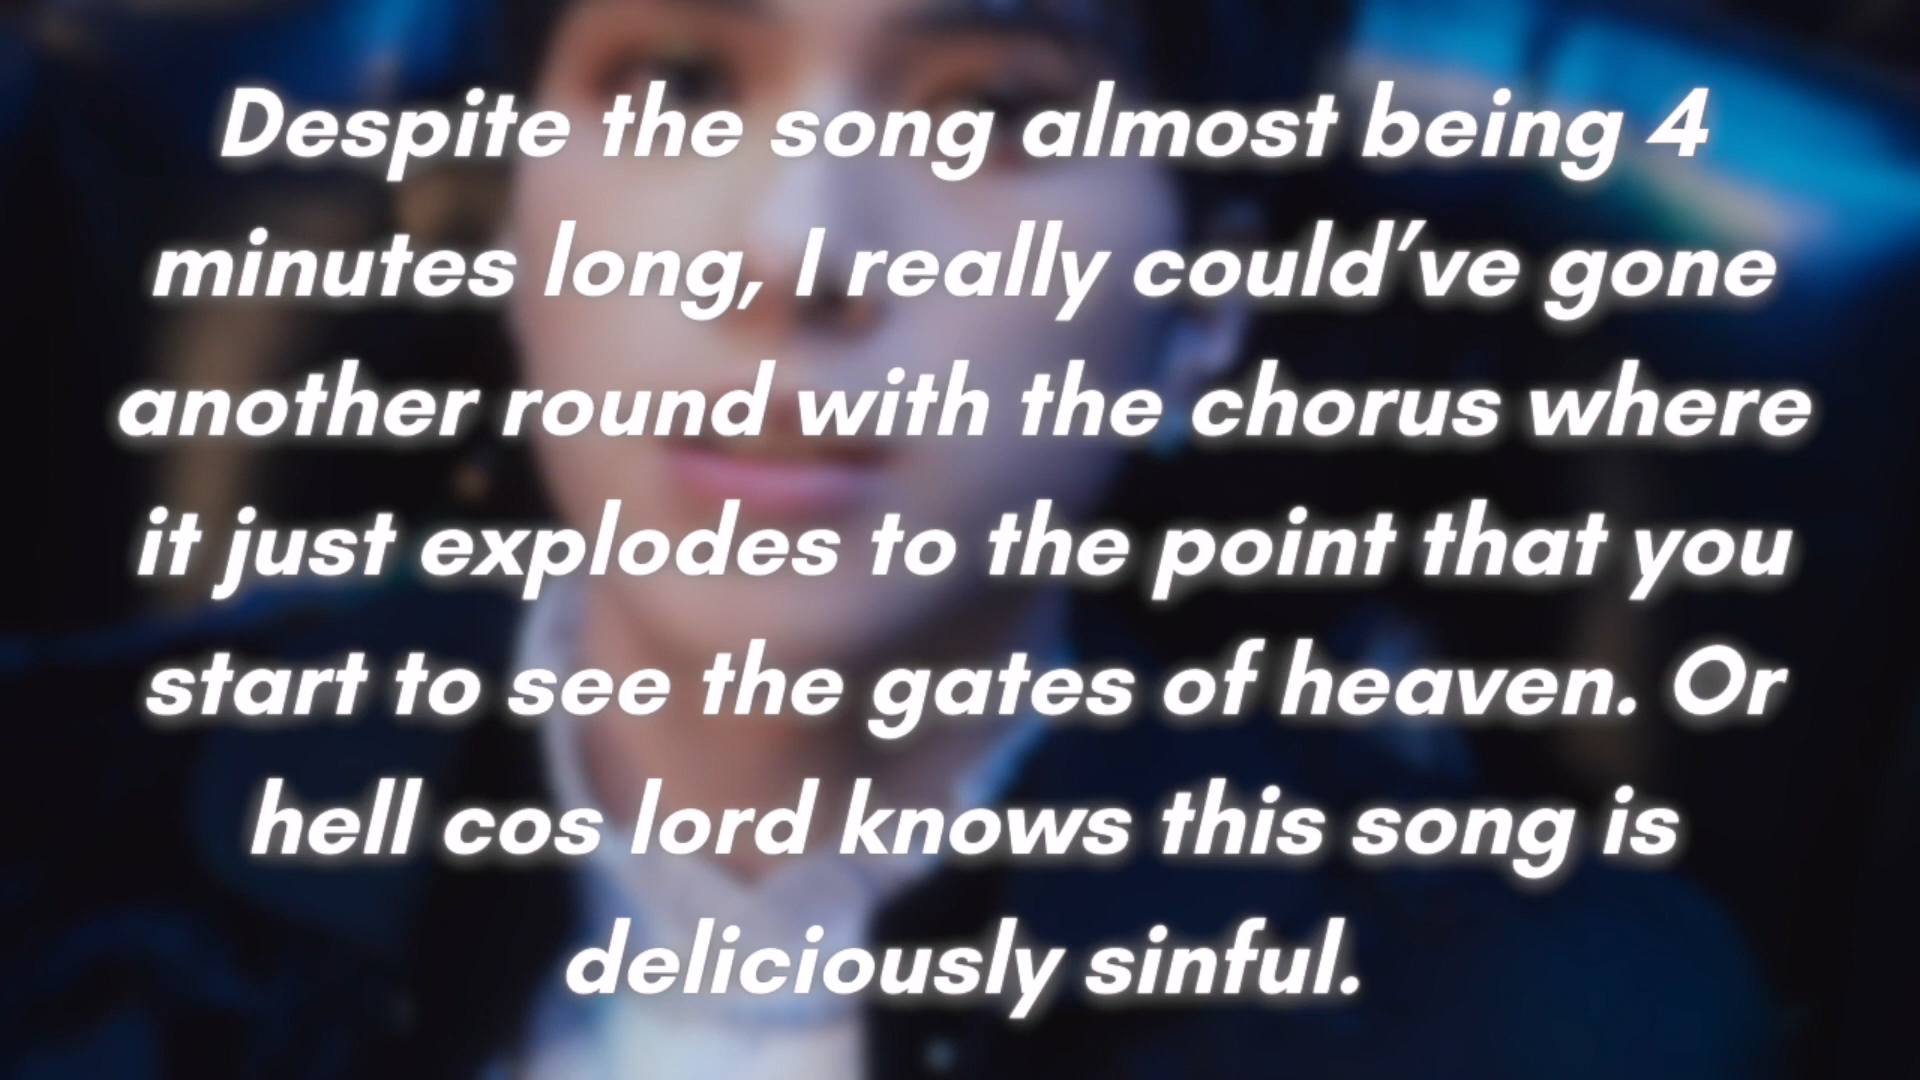 Despite the song almost being 4
minutes long, I really could've gone
another round with the chorus where
it just explodes to the point that you
start to see the gates of heaven. Or
hell cos lord knows this song is
deliciously sinful.